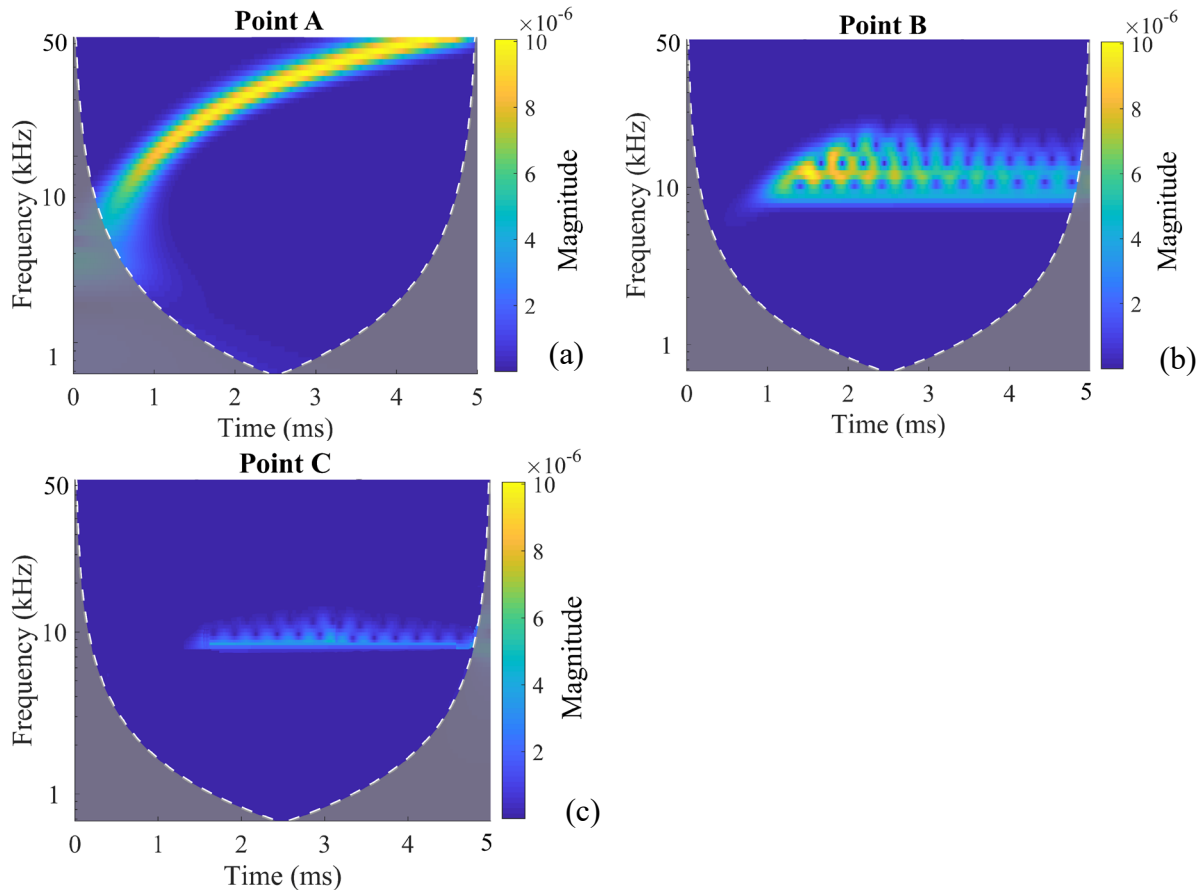 Point A
×10⁻⁶
50
10
1
Frequency (kHz)
0 1 2 3 4 5
Time (ms)
10
8
6
4
2
Magnitude
(a)
Point B
×10⁻⁶
50
10
1
Frequency (kHz)
0 1 2 3 4 5
Time (ms)
10
8
6
4
2
Magnitude
(b)
Point C
×10⁻⁶
50
10
1
Frequency (kHz)
0 1 2 3 4 5
Time (ms)
10
8
6
4
2
Magnitude
(c)